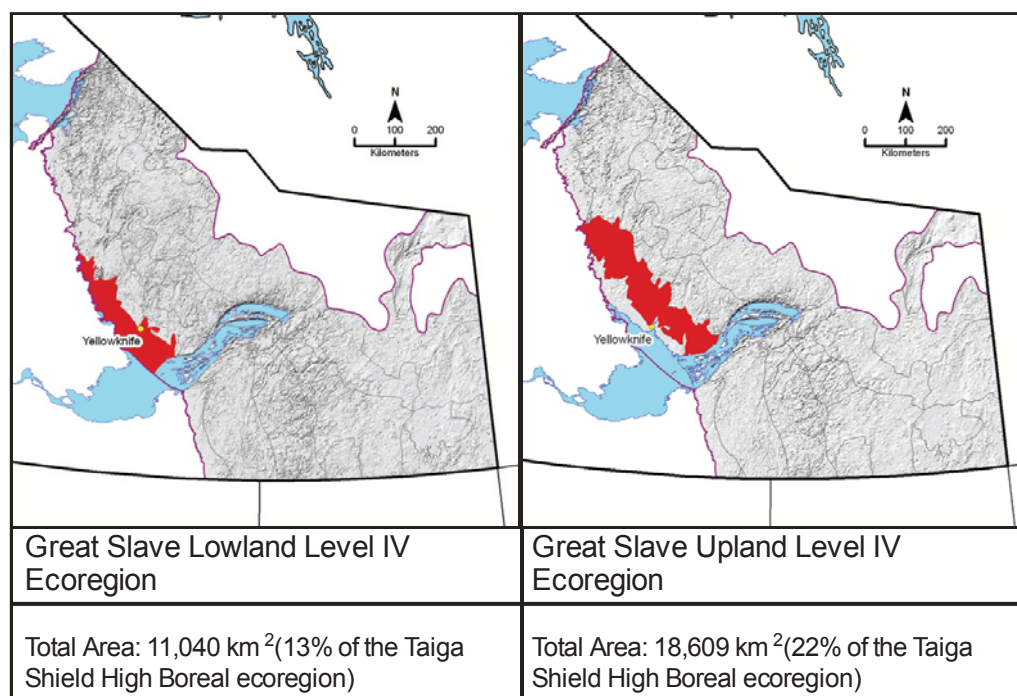 N
0 100 200
Kilometers
Yellowknife
N
0 100 200
Kilometers
Yellowknife
Great Slave Lowland Level IV
Ecoregion
Great Slave Upland Level IV
Ecoregion
Total Area: 11,040 km 2(13% of the Taiga
Shield High Boreal ecoregion)
Total Area: 18,609 km 2(22% of the Taiga
Shield High Boreal ecoregion)